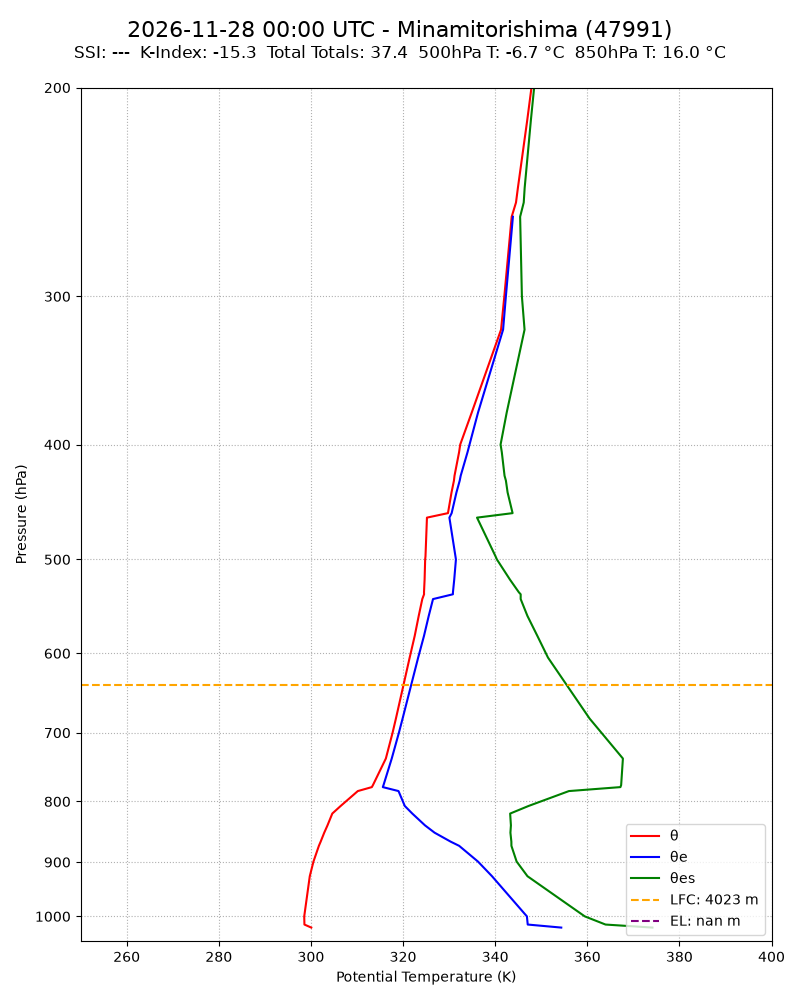 2026-11-28 00:00 UTC - Minamitorishima (47991)
SSI: --- K-Index: -15.3 Total Totals: 37.4 500hPa T: -6.7 °C 850hPa T: 16.0 °C
200
300
400
500
600
700
800
900
1000
Pressure (hPa)
260 280 300 320 340 360 380 400
Potential Temperature (K)
θ
θe
θes
LFC: 4023 m
EL: nan m